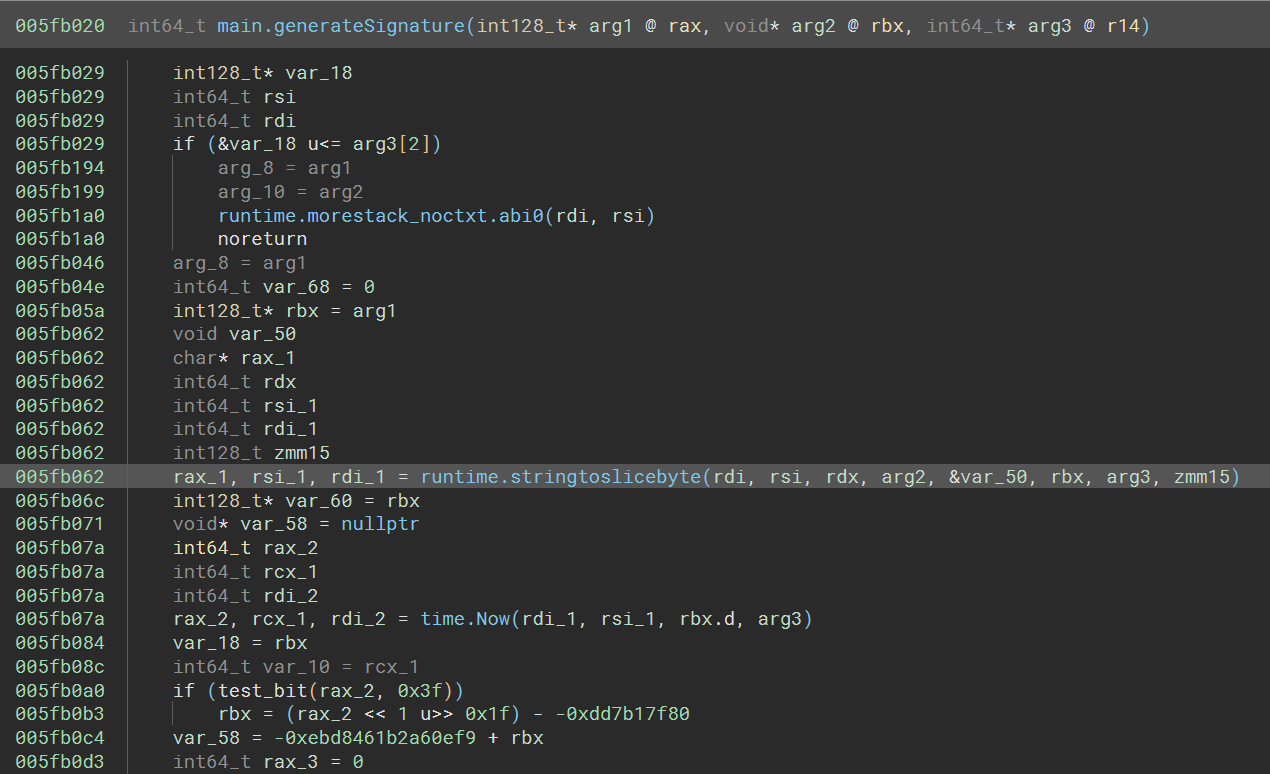 005fb020 int64_t main.generateSignature(int128_t* arg1 @ rax, void* arg2 @ rbx, int64_t* arg3 @ r14)
005fb029 int128_t* var_18
005fb029 int64_t rsi
005fb029 int64_t rdi
005fb029 if (&var_18 u<= arg3[2])
005fb194 arg_8 = arg1
005fb199 arg_10 = arg2
005fb1a0 runtime.morestack_noctxt.abi0(rdi, rsi)
005fb1a0 noreturn
005fb046 arg_8 = arg1
005fb04e int64_t var_68 = 0
005fb05a int128_t* rbx = arg1
005fb062 void var_50
005fb062 char* rax_1
005fb062 int64_t rdx
005fb062 int64_t rsi_1
005fb062 int64_t rdi_1
005fb062 int128_t zmm15
005fb062 rax_1, rsi_1, rdi_1 = runtime.stringtoslicebyte(rdi, rsi, rdx, arg2, &var_50, rbx, arg3, zmm15)
005fb06c int128_t* var_60 = rbx
005fb071 void* var_58 = nullptr
005fb07a int64_t rax_2
005fb07a int64_t rcx_1
005fb07a int64_t rdi_2
005fb07a rax_2, rcx_1, rdi_2 = time.Now(rdi_1, rsi_1, rbx.d, arg3)
005fb084 var_18 = rbx
005fb08c int64_t var_10 = rcx_1
005fb0a0 if (test_bit(rax_2, 0x3f))
005fb0b3 rbx = (rax_2 << 1 u>> 0x1f) - -0xdd7b17f80
005fb0c4 var_58 = -0xebd8461b2a60ef9 + rbx
005fb0d3 int64_t rax_3 = 0